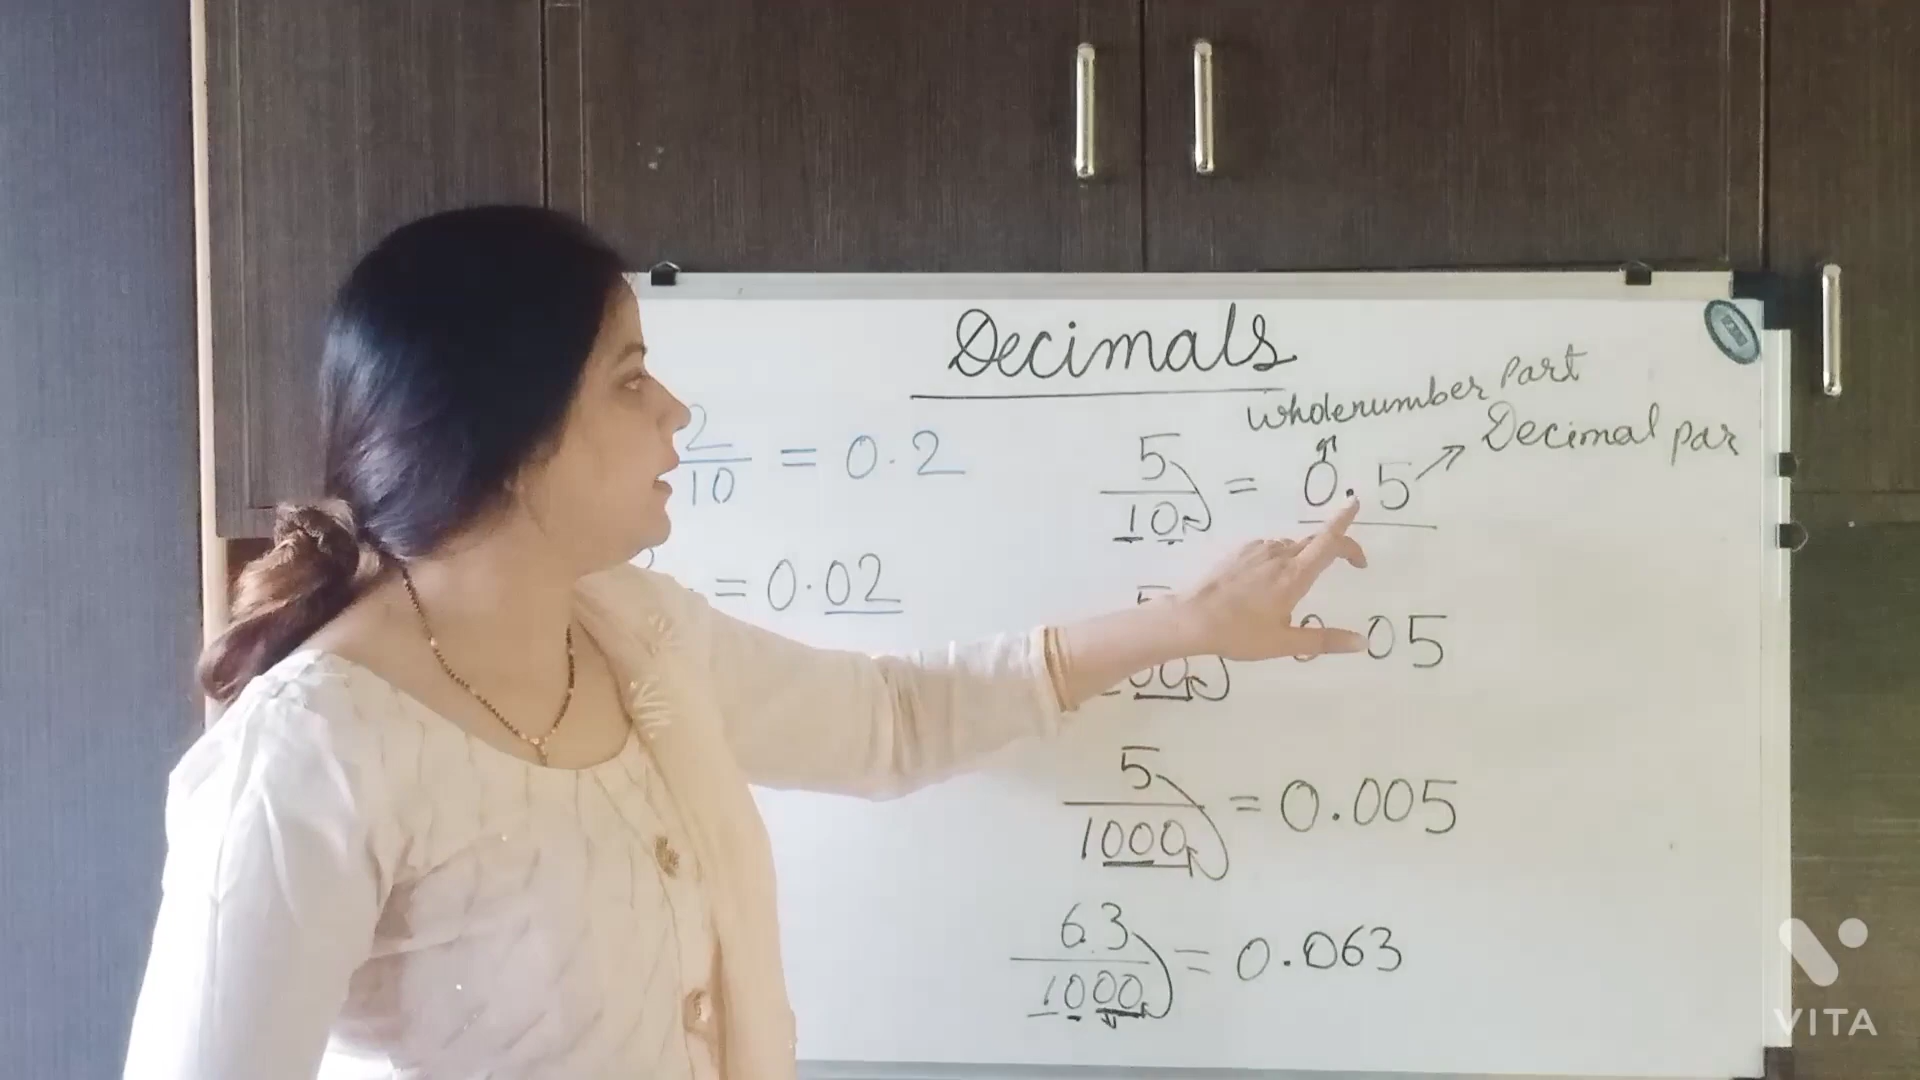 Decimals
2/10 = 0.2
= 0.02
wholenumber part
Decimal par
5/10 = 0.5
05
5/1000 = 0.005
63/1000 = 0.063
VITA